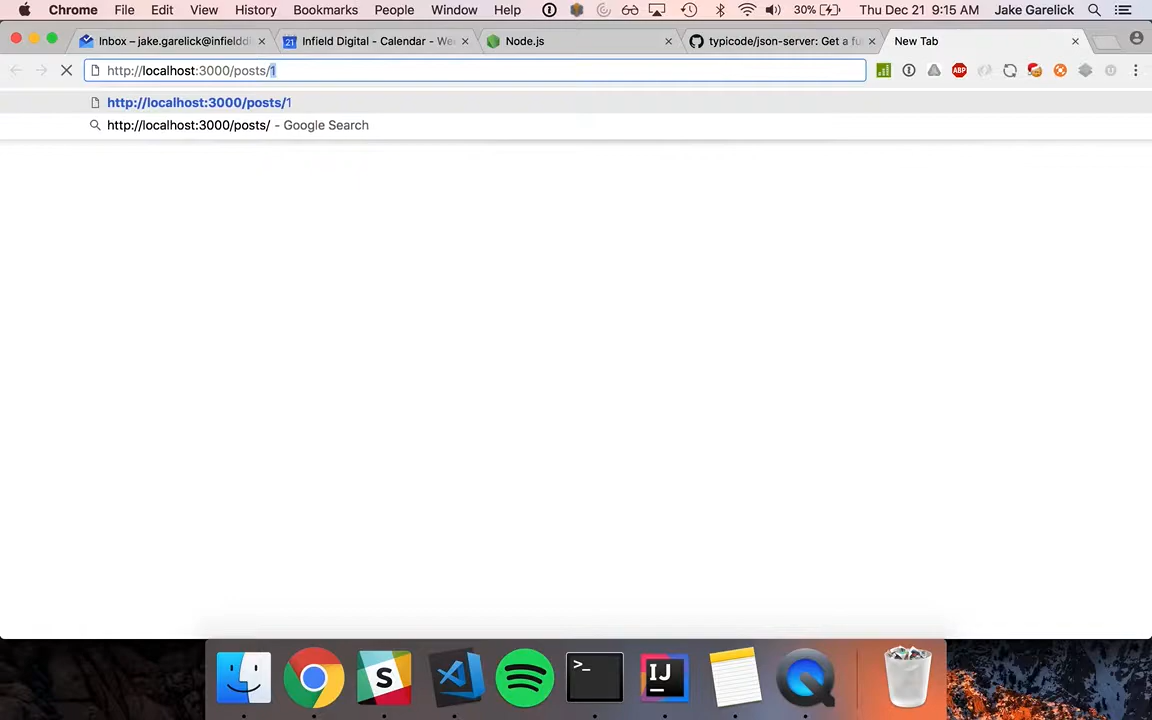 Chrome File Edit View History Bookmarks People Window Help 30% Thu Dec 21 9:15 AM Jake Garelick
Inbox – jake.garelick@infieldd
Infield Digital - Calendar - We
Node.js
typicode/json-server: Get a fu
New Tab
http://localhost:3000/posts/1
ABP
http://localhost:3000/posts/1
http://localhost:3000/posts/ - Google Search
S
>_
IJ